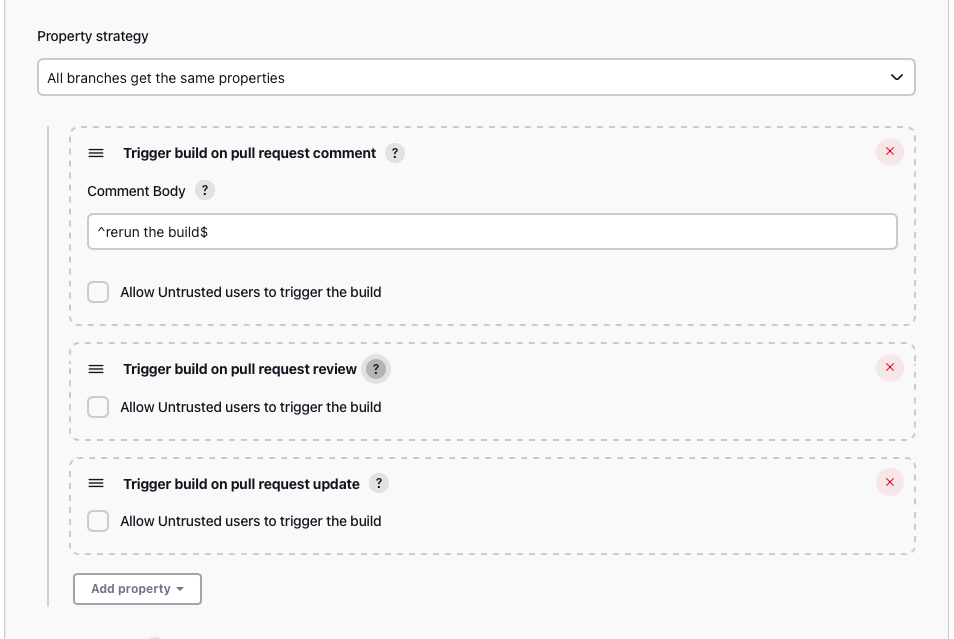 Property strategy
All branches get the same properties
Trigger build on pull request comment ?
Comment Body ?
^rerun the build$
Allow Untrusted users to trigger the build
Trigger build on pull request review ?
Allow Untrusted users to trigger the build
Trigger build on pull request update ?
Allow Untrusted users to trigger the build
Add property